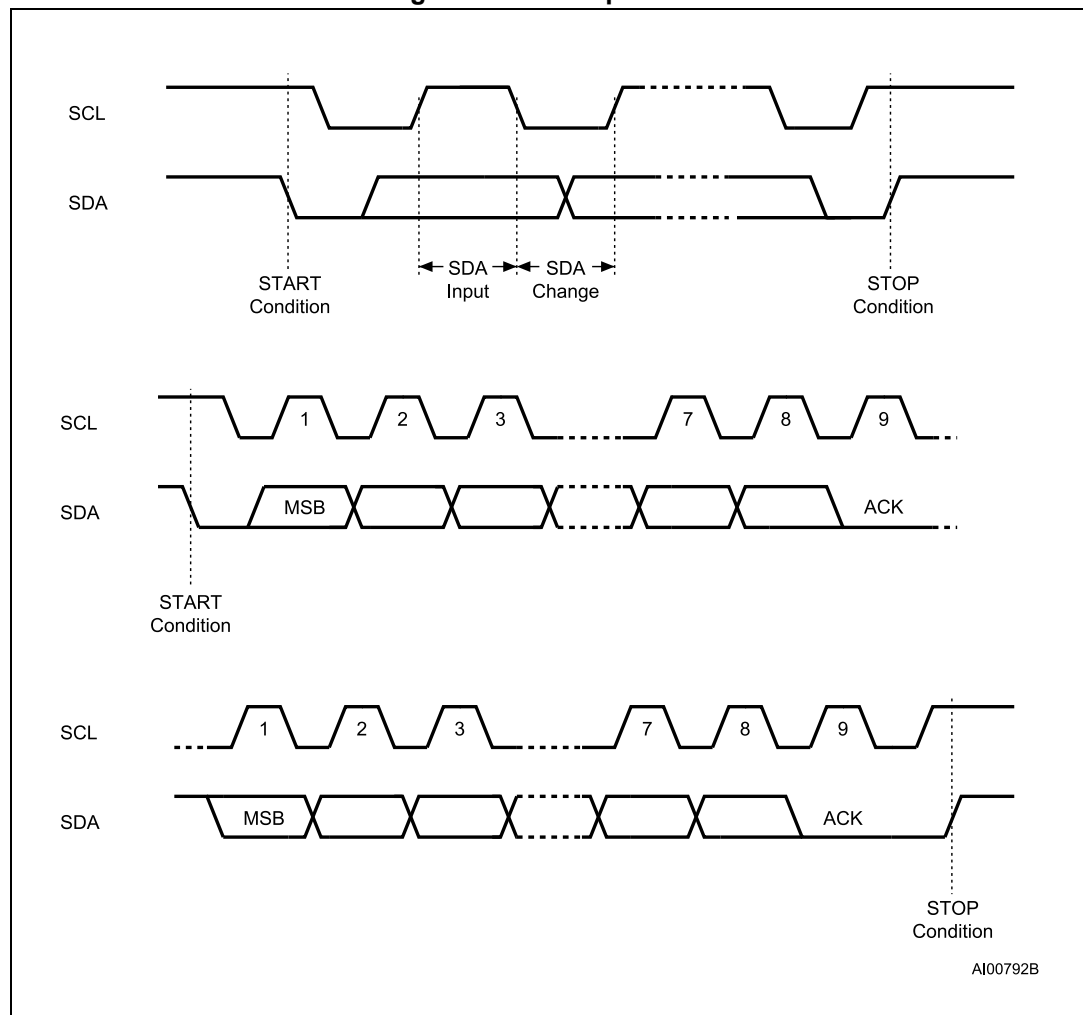 SCL
SDA
START
Condition
SDA
Input
SDA
Change
STOP
Condition
SCL
1 2 3 7 8 9
SDA
MSB ACK
START
Condition
SCL
1 2 3 7 8 9
SDA
MSB ACK
STOP
Condition
AI00792B